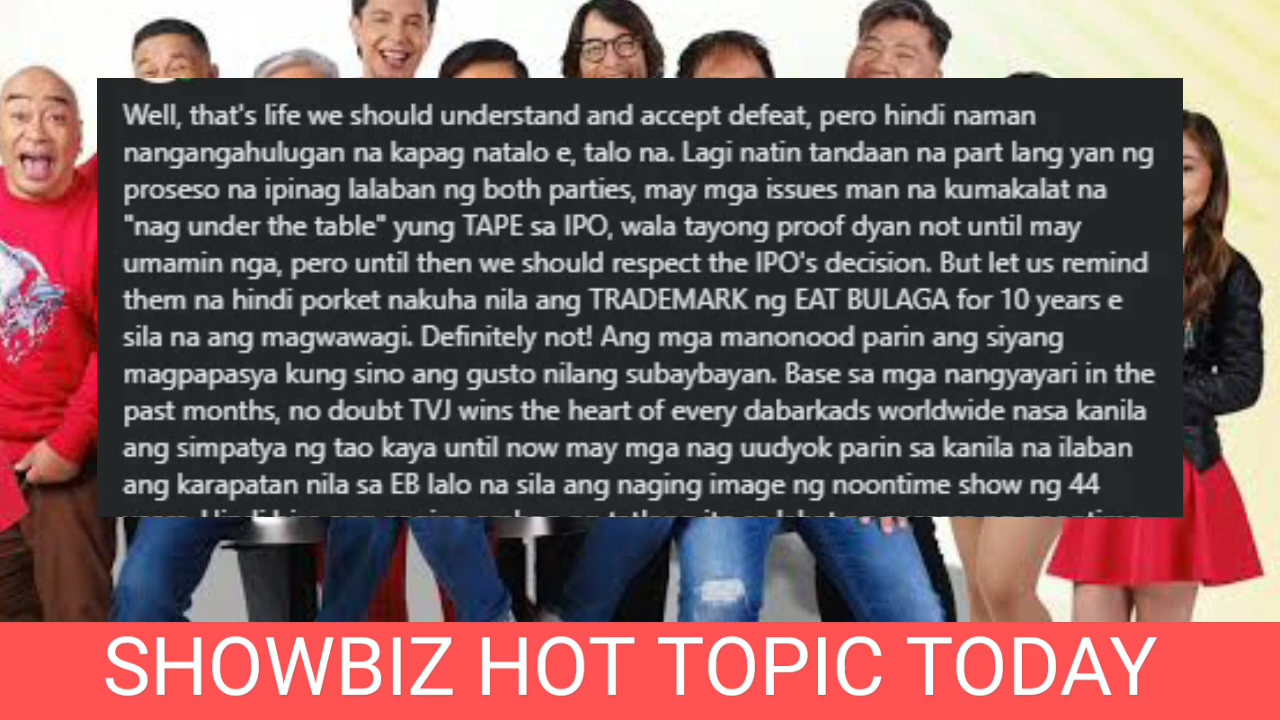 Well, that's life we should understand and accept defeat, pero hindi naman
nangangahulugan na kapag natalo e, talo na. Lagi natin tandaan na part lang yan ng
proseso na ipinag lalaban ng both parties, may mga issues man na kumakalat na
"nag under the table" yung TAPE sa IPO, wala tayong proof dyan not until may
umamin nga, pero until then we should respect the IPO's decision. But let us remind
them na hindi porket nakuha nila ang TRADEMARK ng EAT BULAGA for 10 years e
sila na ang magwawagi. Definitely not! Ang mga manonood parin ang siyang
magpapasya kung sino ang gusto nilang subaybayan. Base sa mga nangyayari in the
past months, no doubt TVJ wins the heart of every dabarkads worldwide nasa kanila
ang simpatya ng tao kaya until now may mga nag uudyok parin sa kanila na ilaban
ang karapatan nila sa EB lalo na sila ang naging image ng noontime show ng 44
SHOWBIZ HOT TOPIC TODAY